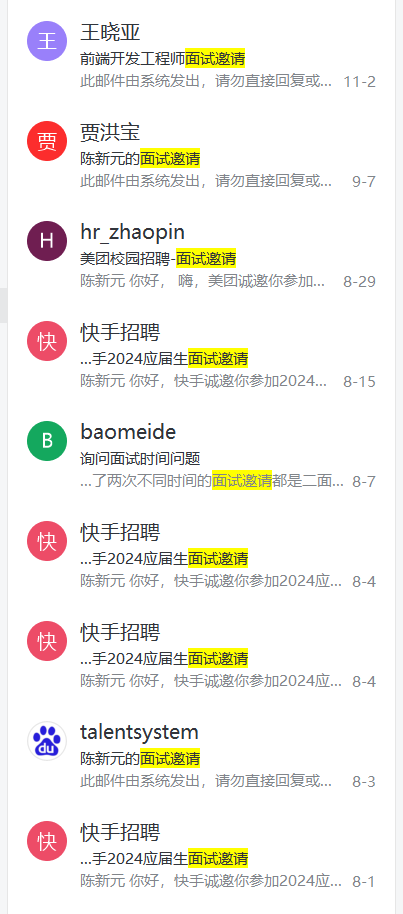 王
王晓亚
前端开发工程师面试邀请
此邮件由系统发出，请勿直接回复或... 11-2
贾
贾洪宝
陈新元的面试邀请
此邮件由系统发出，请勿直接回复或... 9-7
H
hr_zhaopin
美团校园招聘-面试邀请
陈新元 你好， 嗨，美团诚邀你参加... 8-29
快
快手招聘
...手2024应届生面试邀请
陈新元 你好，快手诚邀你参加2024... 8-15
B
baomeide
询问面试时间问题
...了两次不同时间的面试邀请都是二面... 8-7
快
快手招聘
...手2024应届生面试邀请
陈新元 你好，快手诚邀你参加2024应... 8-4
快
快手招聘
...手2024应届生面试邀请
陈新元 你好，快手诚邀你参加2024应... 8-4
du
talentsystem
陈新元的面试邀请
此邮件由系统发出，请勿直接回复或... 8-3
快
快手招聘
...手2024应届生面试邀请
陈新元 你好，快手诚邀你参加2024应... 8-1